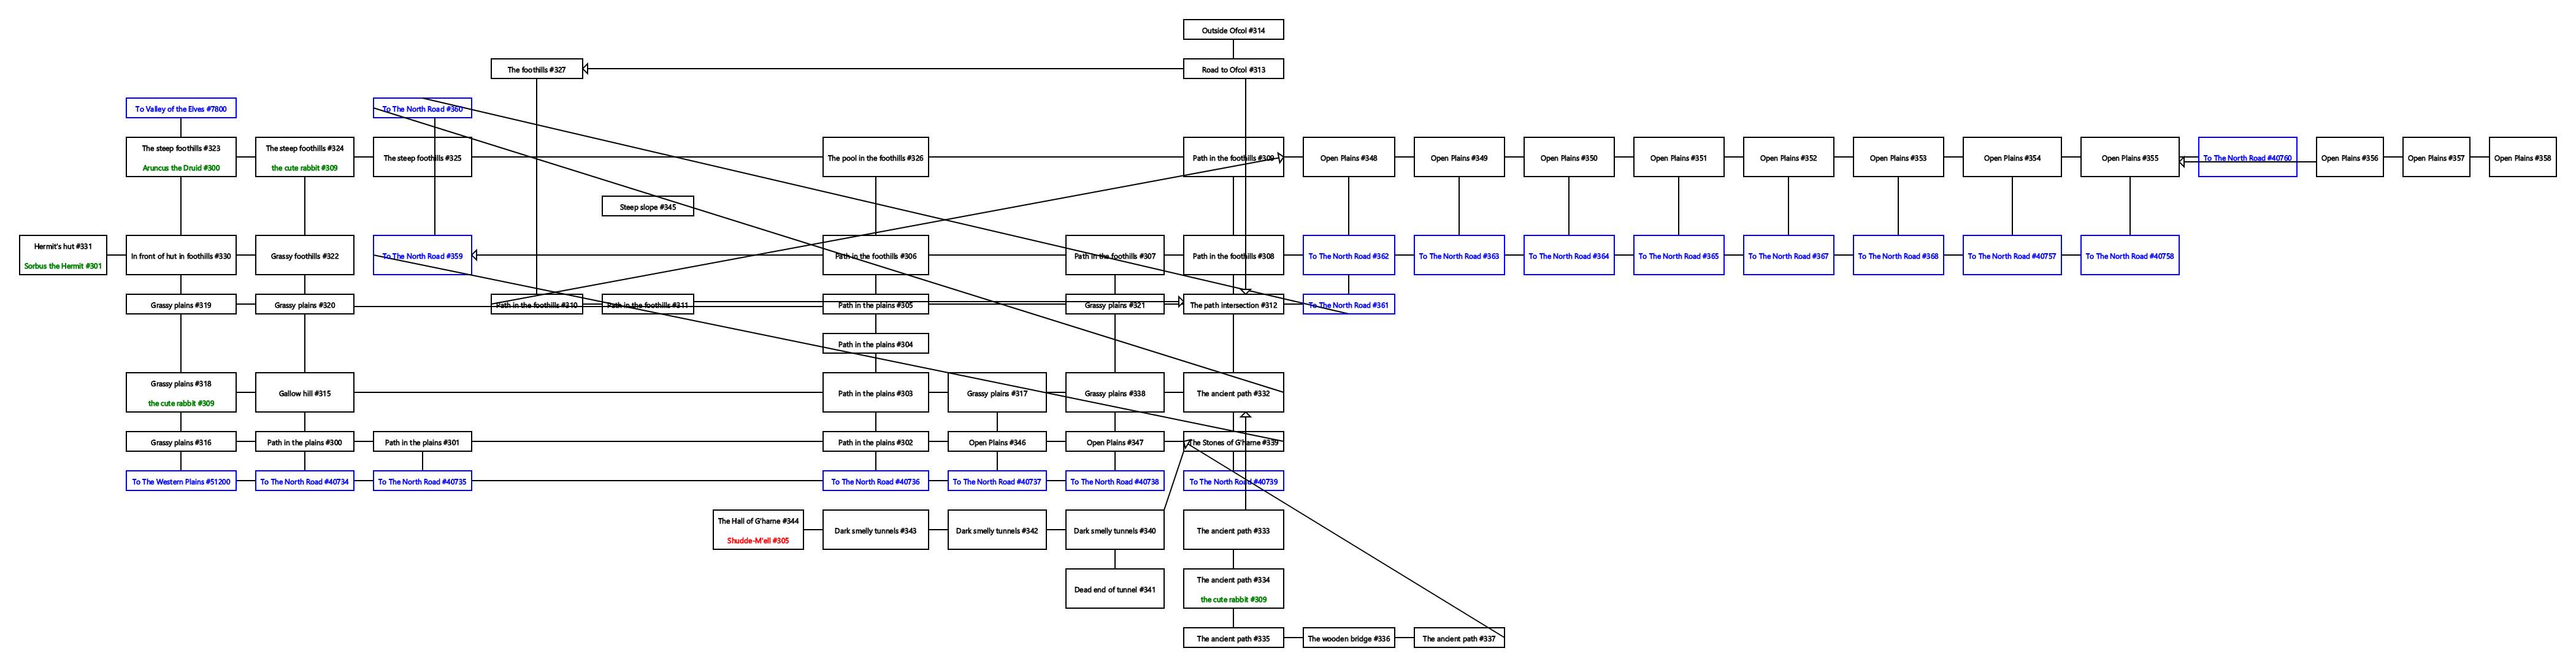 Outside Ofcol #314
The foothills #327
Road to Ofcol #313
To Valley of the Elves #7800
To The North Road #360
The steep foothills #323
Aruncus the Druid #300
The steep foothills #324
the cute rabbit #309
The steep foothills #325
The pool in the foothills #326
Path in the foothills #309
Open Plains #348
Open Plains #349
Open Plains #350
Open Plains #351
Open Plains #352
Open Plains #353
Open Plains #354
Open Plains #355
To The North Road #40760
Open Plains #356
Open Plains #357
Open Plains #358
Steep slope #345
Hermit's hut #331
Sorbus the Hermit #301
In front of hut in foothills #330
Grassy foothills #322
To The North Road #359
Path in the foothills #306
Path in the foothills #307
Path in the foothills #308
To The North Road #362
To The North Road #363
To The North Road #364
To The North Road #365
To The North Road #367
To The North Road #368
To The North Road #40757
To The North Road #40758
Grassy plains #319
Grassy plains #320
Path in the foothills #310
Path in the foothills #311
Path in the plains #305
Grassy plains #321
The path intersection #312
To The North Road #361
Path in the plains #304
Grassy plains #318
the cute rabbit #309
Gallow hill #315
Path in the plains #303
Grassy plains #317
Grassy plains #338
The ancient path #332
Grassy plains #316
Path in the plains #300
Path in the plains #301
Path in the plains #302
Open Plains #346
Open Plains #347
The Stones of G'harne #339
To The Western Plains #51200
To The North Road #40734
To The North Road #40735
To The North Road #40736
To The North Road #40737
To The North Road #40738
To The North Road #40739
The Hall of G'harne #344
Shudde-M'ell #305
Dark smelly tunnels #343
Dark smelly tunnels #342
Dark smelly tunnels #340
The ancient path #333
Dead end of tunnel #341
The ancient path #334
the cute rabbit #309
The ancient path #335
The wooden bridge #336
The ancient path #337